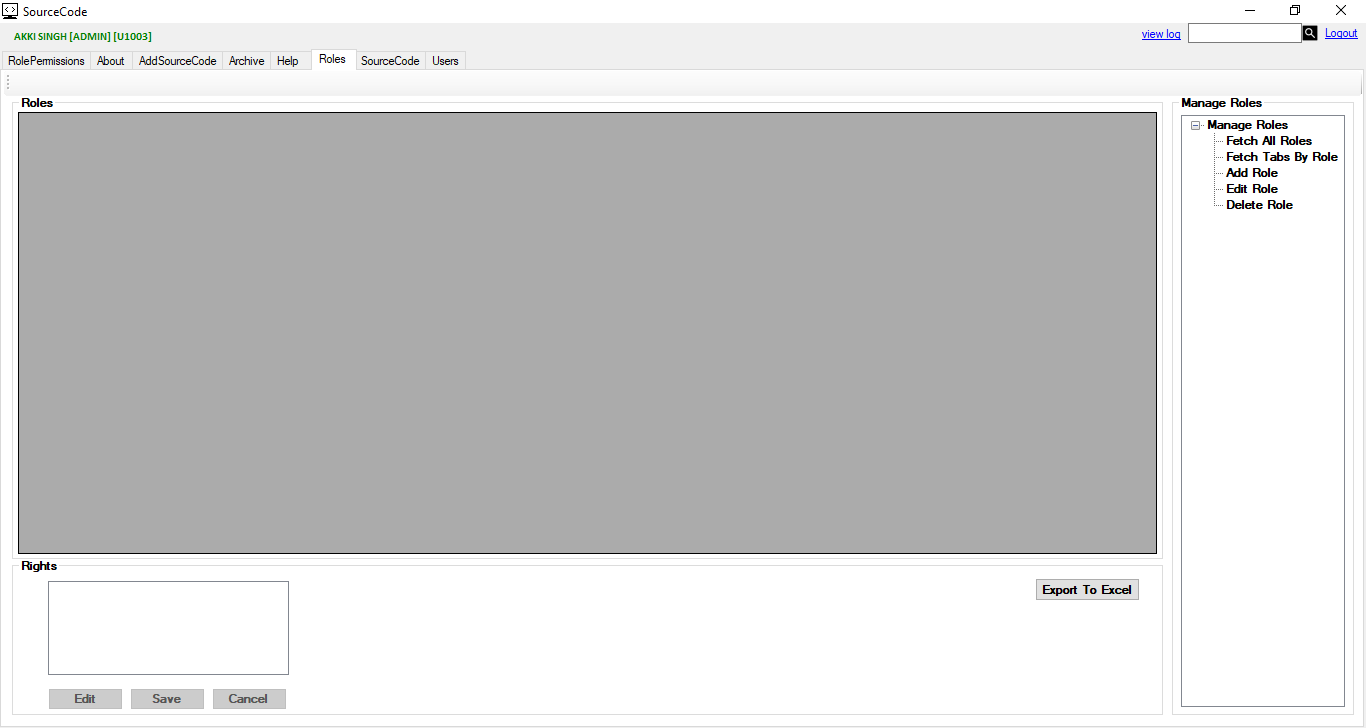 SourceCode
AKKI SINGH [ADMIN] [U1003]
view log
Logout
RolePermissions About AddSourceCode Archive Help Roles SourceCode Users
Roles
Manage Roles
Manage Roles
Fetch All Roles
Fetch Tabs By Role
Add Role
Edit Role
Delete Role
Rights
Export To Excel
Edit Save Cancel